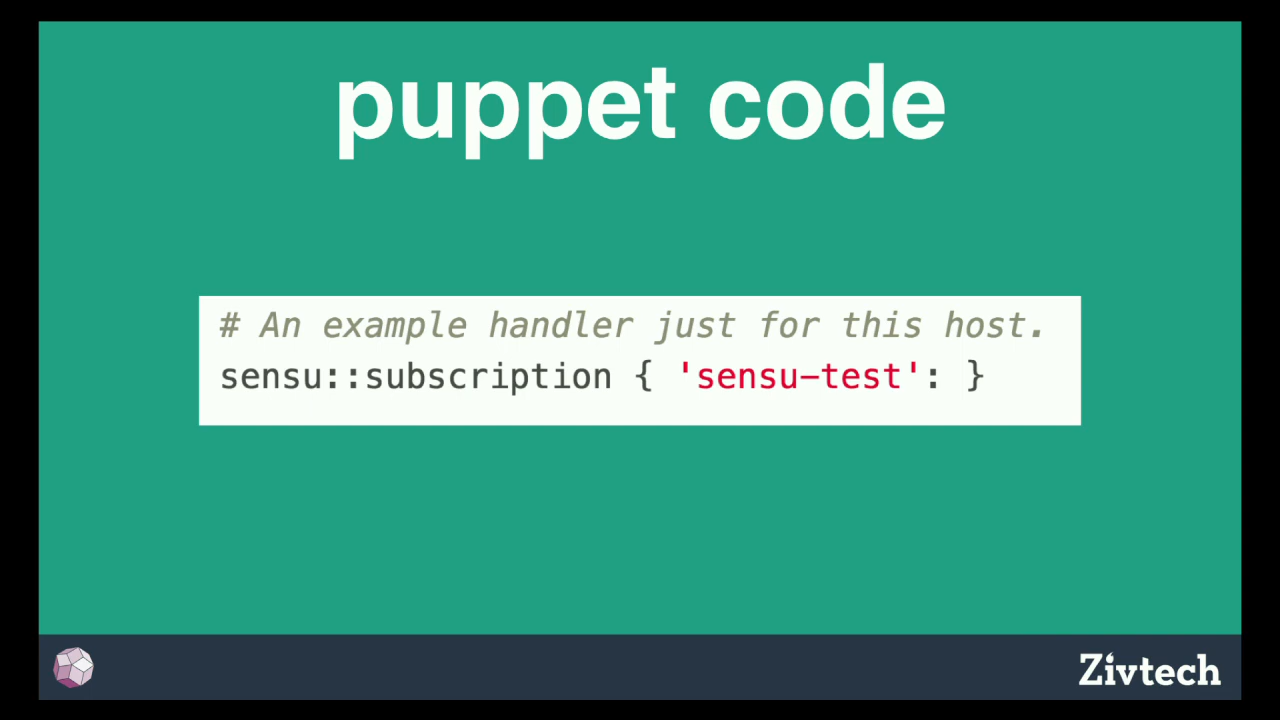 puppet code
# An example handler just for this host.
sensu::subscription { 'sensu-test': }
Zivtech